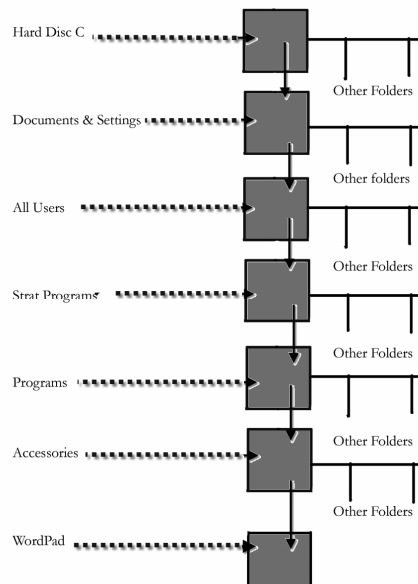 Hard Disc C
Other Folders
Documents & Settings
Other folders
All Users
Other Folders
Strat Programs
Other Folders
Programs
Other Folders
Accessories
Other Folders
WordPad